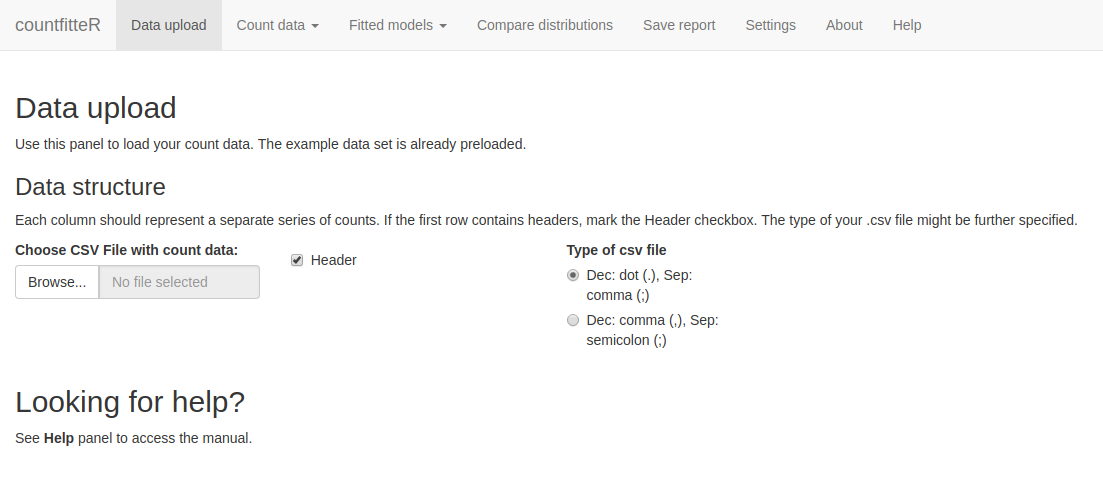 countfitteR Data upload Count data Fitted models Compare distributions Save report Settings About Help
Data upload
Use this panel to load your count data. The example data set is already preloaded.
Data structure
Each column should represent a separate series of counts. If the first row contains headers, mark the Header checkbox. The type of your .csv file might be further specified.
Choose CSV File with count data:
Browse... No file selected
Header
Type of csv file
Dec: dot (.), Sep:
comma (;)
Dec: comma (,), Sep:
semicolon (;)
Looking for help?
See Help panel to access the manual.